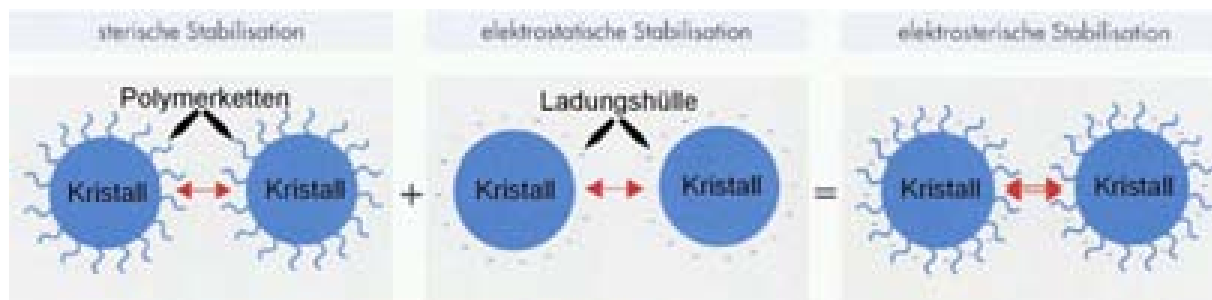 sterische Stabilisation
elektrostatische Stabilisation
elektrosterische Stabilisation
Polymerketten
Kristall
Kristall
+
Ladungshülle
Kristall
Kristall
=
Kristall
Kristall